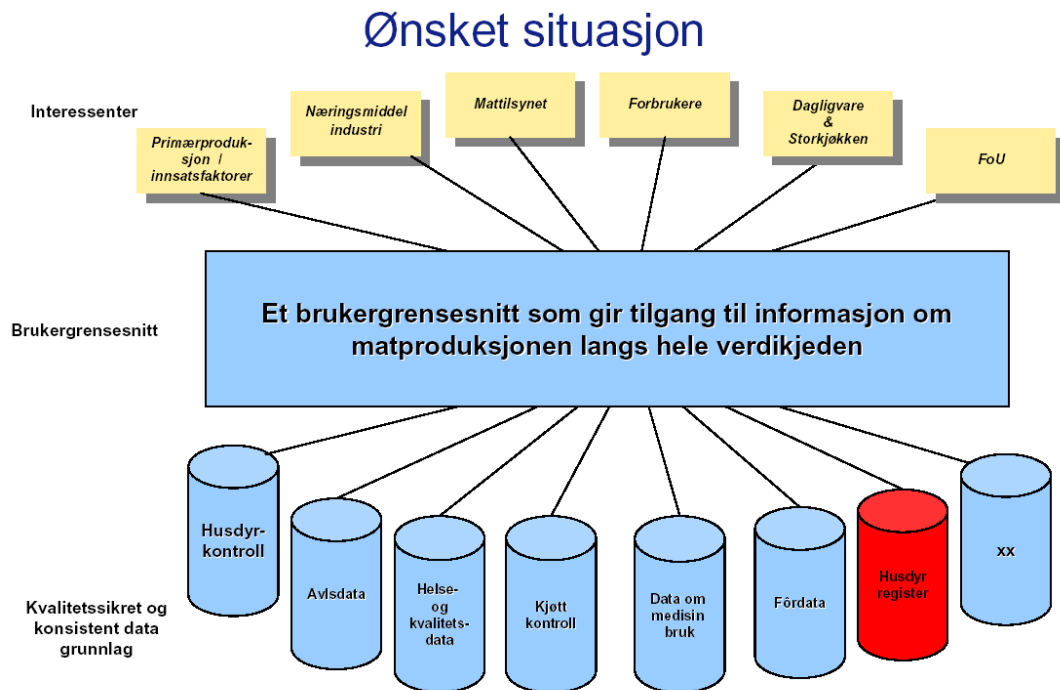 Ønsket situasjon
Interessenter
Primærproduk-
sjon /
innsatsfaktorer
Næringsmiddel
industri
Mattilsynet
Forbrukere
Dagligvare
&
Storkjøkken
FoU
Brukergrensesnitt
Et brukergrensesnitt som gir tilgang til informasjon om
matproduksjonen langs hele verdikjeden
Kvalitetssikret og
konsistent data
grunnlag
Husdyr-
kontroll
Avlsdata
Helse-
og
kvalitets-
data
Kjøtt
kontroll
Data om
medisin
bruk
Fôrdata
Husdyr
register
xx